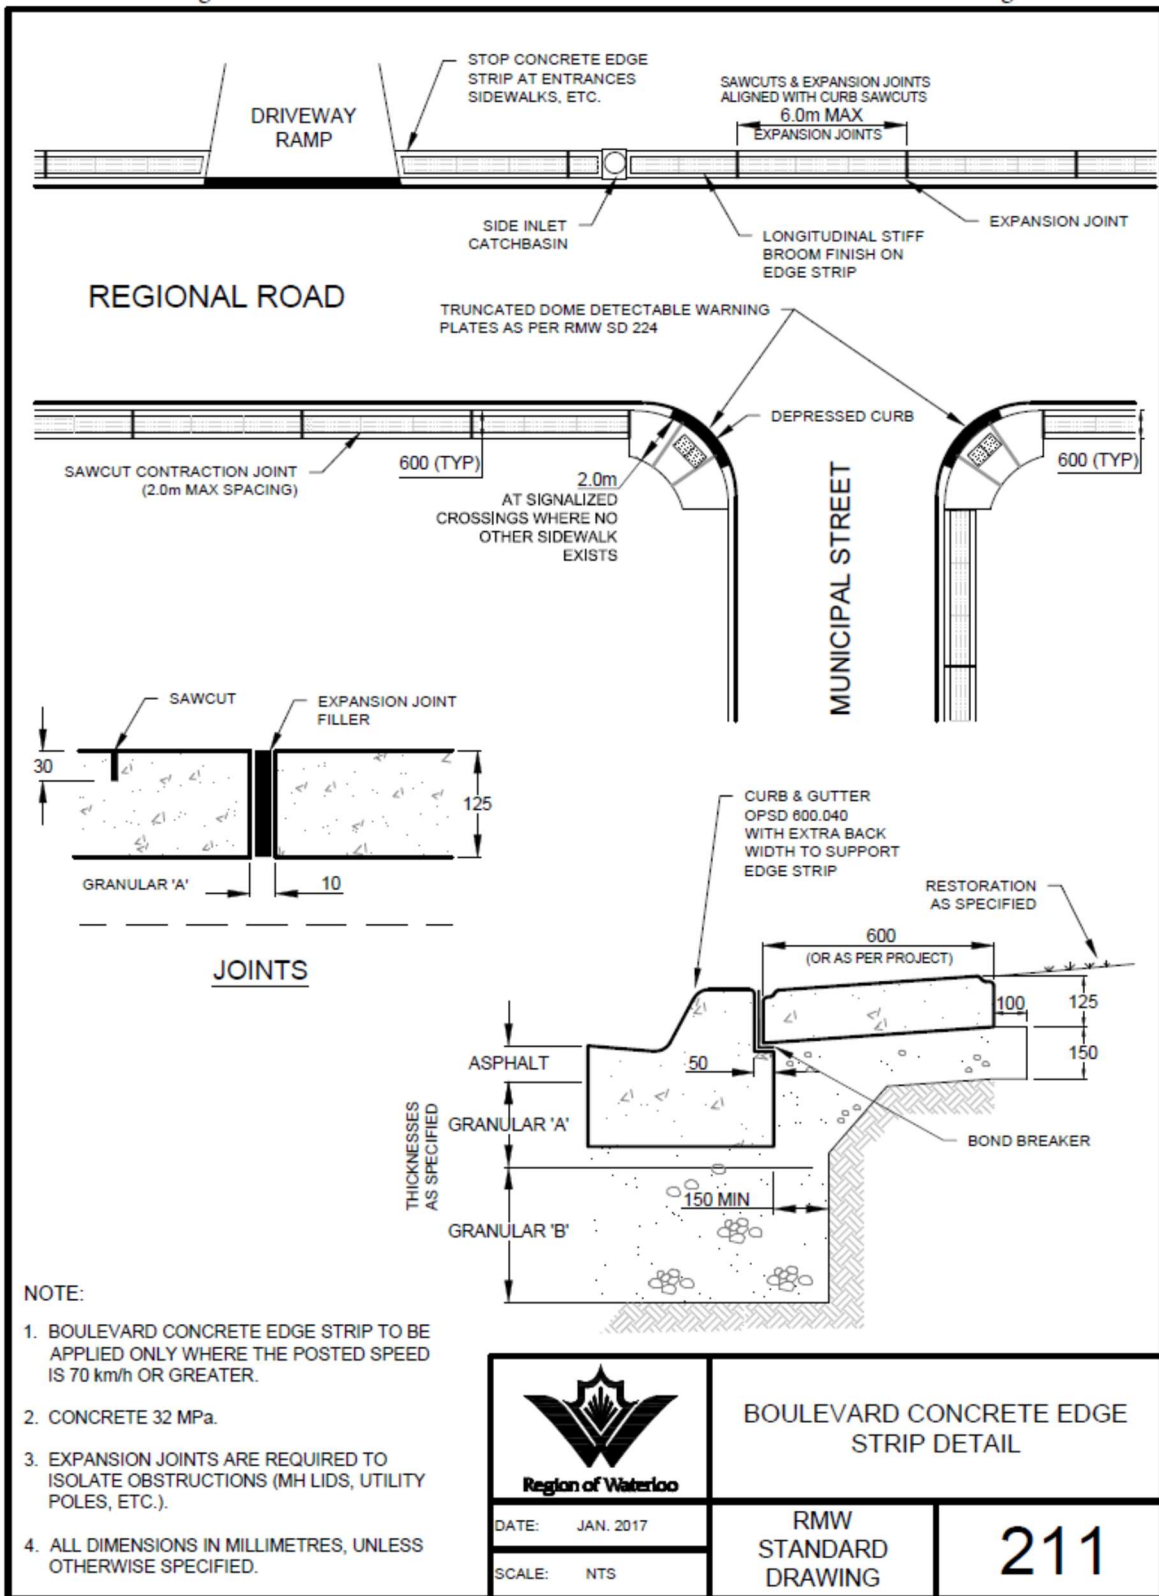 STOP CONCRETE EDGE
STRIP AT ENTRANCES
SIDEWALKS, ETC.
SAWCUTS & EXPANSION JOINTS
ALIGNED WITH CURB SAWCUTS
6.0m MAX
EXPANSION JOINTS
DRIVEWAY
RAMP
SIDE INLET
CATCHBASIN
LONGITUDINAL STIFF
BROOM FINISH ON
EDGE STRIP
EXPANSION JOINT
REGIONAL ROAD
TRUNCATED DOME DETECTABLE WARNING
PLATES AS PER RMW SD 224
DEPRESSED CURB
SAWCUT CONTRACTION JOINT
(2.0m MAX SPACING)
600 (TYP)
600 (TYP)
2.0m
AT SIGNALIZED
CROSSINGS WHERE NO
OTHER SIDEWALK
EXISTS
MUNICIPAL STREET
SAWCUT
EXPANSION JOINT
FILLER
30
125
GRANULAR 'A'
10
JOINTS
CURB & GUTTER
OPSD 600.040
WITH EXTRA BACK
WIDTH TO SUPPORT
EDGE STRIP
RESTORATION
AS SPECIFIED
600
(OR AS PER PROJECT)
100
125
150
50
ASPHALT
GRANULAR 'A'
THICKNESSES
AS SPECIFIED
BOND BREAKER
150 MIN
GRANULAR 'B'
NOTE:
1. BOULEVARD CONCRETE EDGE STRIP TO BE
APPLIED ONLY WHERE THE POSTED SPEED
IS 70 km/h OR GREATER.
2. CONCRETE 32 MPa.
3. EXPANSION JOINTS ARE REQUIRED TO
ISOLATE OBSTRUCTIONS (MH LIDS, UTILITY
POLES, ETC.).
4. ALL DIMENSIONS IN MILLIMETRES, UNLESS
OTHERWISE SPECIFIED.
Region of Waterloo
BOULEVARD CONCRETE EDGE
STRIP DETAIL
DATE: JAN. 2017
SCALE: NTS
RMW
STANDARD
DRAWING
211